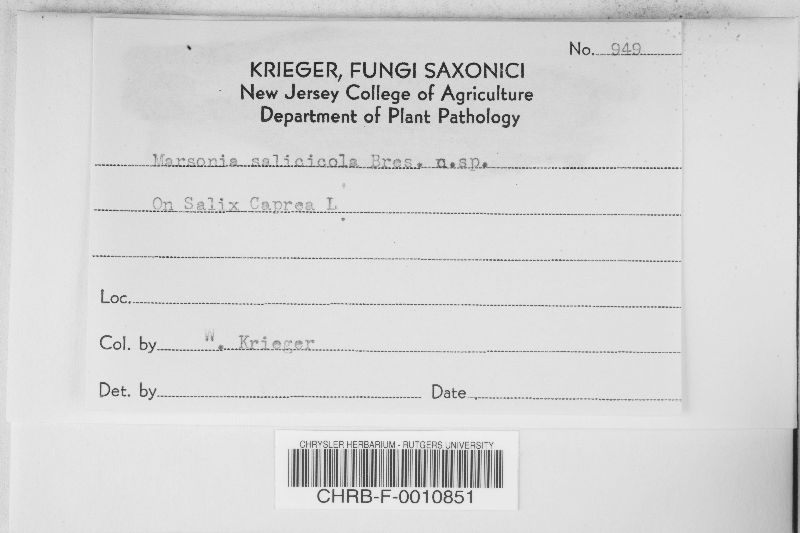 No. 949
KRIEGER, FUNGI SAXONICI
New Jersey College of Agriculture
Department of Plant Pathology
Marsonia salicicola Bres. n.sp.
On Salix Caprea L.
Loc.
Col. by W. Krieger
Det. by Date
CHRYSLER HERBARIUM - RUTGERS UNIVERSITY
CHRB-F-0010851